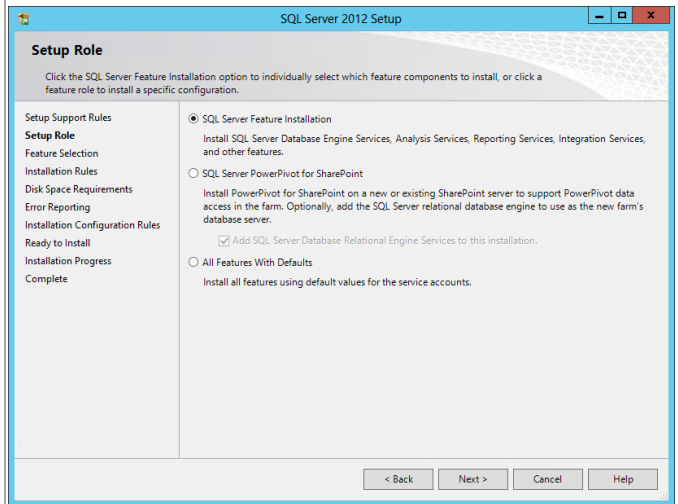 SQL Server 2012 Setup
x
Setup Role
Click the SQL Server Feature Installation option to individually select which feature components to install, or click a
feature role to install a specific configuration.
Setup Support Rules
Setup Role
Feature Selection
Installation Rules
Disk Space Requirements
Error Reporting
Installation Configuration Rules
Ready to Install
Installation Progress
Complete
SQL Server Feature Installation
Install SQL Server Database Engine Services, Analysis Services, Reporting Services, Integration Services,
and other features.
SQL Server PowerPivot for SharePoint
Install PowerPivot for SharePoint on a new or existing SharePoint server to support PowerPivot data
access in the farm. Optionally, add the SQL Server relational database engine to use as the new farm's
database server.
Add SQL Server Database Relational Engine Services to this installation.
All Features With Defaults
Install all features using default values for the service accounts.
< Back
Next >
Cancel
Help